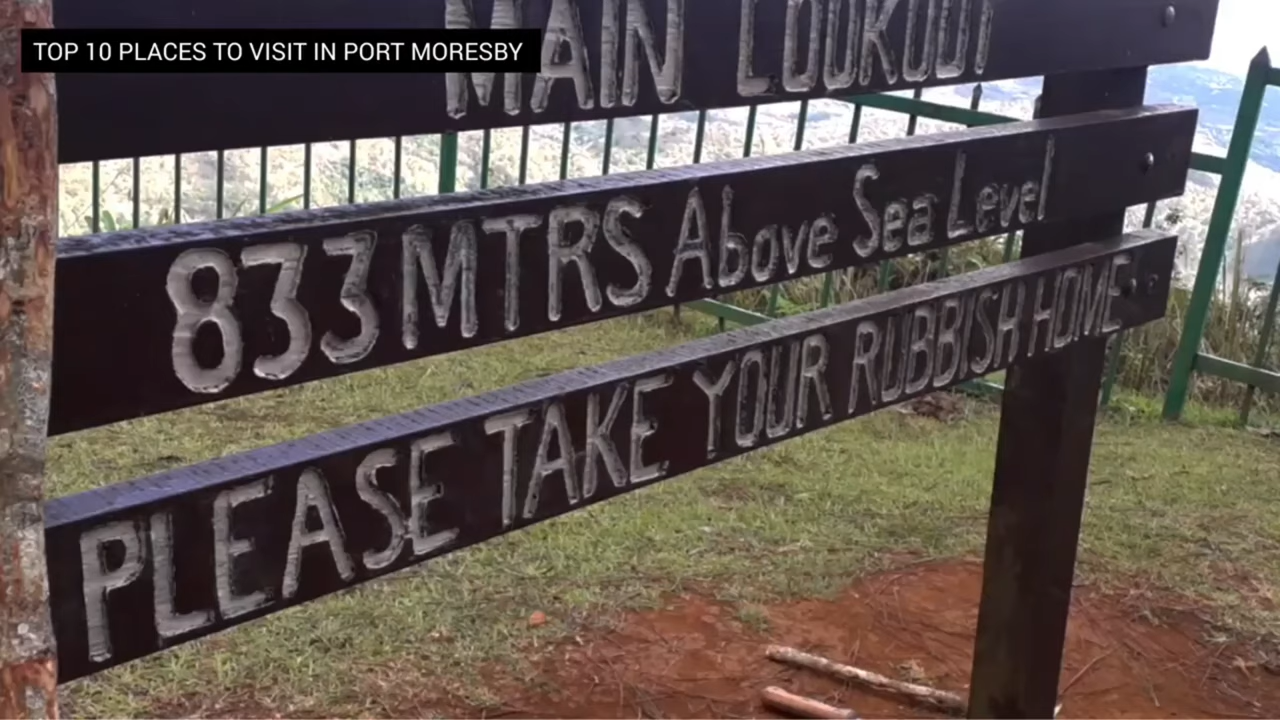 TOP 10 PLACES TO VISIT IN PORT MORESBY
MAIN LOOKOUT
833 MTRS Above Sea Level
PLEASE TAKE YOUR RUBBISH HOME